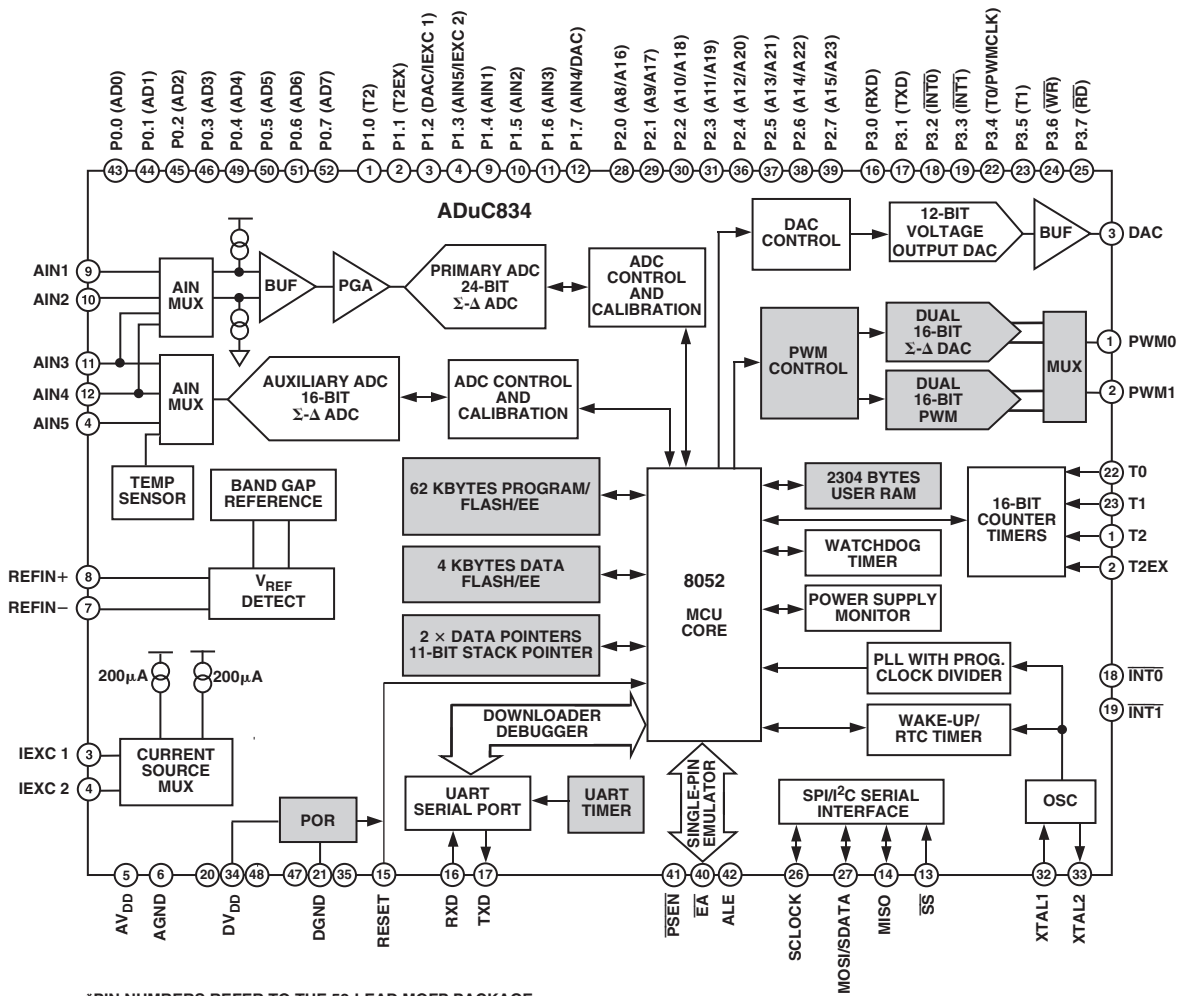 P0.0 (AD0)
P0.1 (AD1)
P0.2 (AD2)
P0.3 (AD3)
P0.4 (AD4)
P0.5 (AD5)
P0.6 (AD6)
P0.7 (AD7)
P1.0 (T2)
P1.1 (T2EX)
P1.2 (DAC/IEXC 1)
P1.3 (AIN5/IEXC 2)
P1.4 (AIN1)
P1.5 (AIN2)
P1.6 (AIN3)
P1.7 (AIN4/DAC)
P2.0 (A8/A16)
P2.1 (A9/A17)
P2.2 (A10/A18)
P2.3 (A11/A19)
P2.4 (A12/A20)
P2.5 (A13/A21)
P2.6 (A14/A22)
P2.7 (A15/A23)
P3.0 (RXD)
P3.1 (TXD)
P3.2 (INT0)
P3.3 (INT1)
P3.4 (T0/PWMCLK)
P3.5 (T1)
P3.6 (WR)
P3.7 (RD)
43 44 45 46 49 50 51 52 1 2 3 4 9 10 11 12 28 29 30 31 36 37 38 39 16 17 18 19 22 23 24 25
ADuC834
AIN1 9
AIN2 10
AIN3 11
AIN4 12
AIN5 4
AIN
MUX
BUF
PGA
PRIMARY ADC
24-BIT
Σ-Δ ADC
ADC
CONTROL
AND
CALIBRATION
DAC
CONTROL
12-BIT
VOLTAGE
OUTPUT DAC
BUF
3 DAC
AIN
MUX
AUXILIARY ADC
16-BIT
Σ-Δ ADC
ADC CONTROL
AND
CALIBRATION
PWM
CONTROL
DUAL
16-BIT
Σ-Δ DAC
DUAL
16-BIT
PWM
MUX
1 PWM0
2 PWM1
TEMP
SENSOR
BAND GAP
REFERENCE
REFIN+ 8
REFIN− 7
VREF
DETECT
62 KBYTES PROGRAM/
FLASH/EE
4 KBYTES DATA
FLASH/EE
2 × DATA POINTERS
11-BIT STACK POINTER
8052
MCU
CORE
2304 BYTES
USER RAM
WATCHDOG
TIMER
POWER SUPPLY
MONITOR
16-BIT
COUNTER
TIMERS
22 T0
23 T1
1 T2
2 T2EX
PLL WITH PROG.
CLOCK DIVIDER
WAKE-UP/
RTC TIMER
18 INT0
19 INT1
200μA 200μA
IEXC 1 3
IEXC 2 4
CURRENT
SOURCE
MUX
DOWNLOADER
DEBUGGER
POR
UART
SERIAL PORT
UART
TIMER
SINGLE-PIN
EMULATOR
SPI/I2C SERIAL
INTERFACE
OSC
5 6 20 34 48 47 21 35 15 16 17 41 40 42 26 27 14 13 32 33
AVDD
AGND
DVDD
DGND
RESET
RXD
TXD
PSEN
EA
ALE
SCLOCK
MOSI/SDATA
MISO
SS
XTAL1
XTAL2